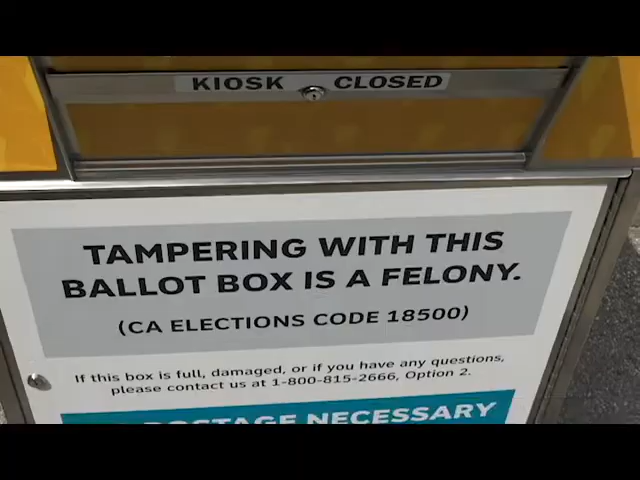 KIOSK CLOSED
TAMPERING WITH THIS
BALLOT BOX IS A FELONY.
(CA ELECTIONS CODE 18500)
If this box is full, damaged, or if you have any questions,
please contact us at 1-800-815-2666, Option 2.
POSTAGE NECESSARY